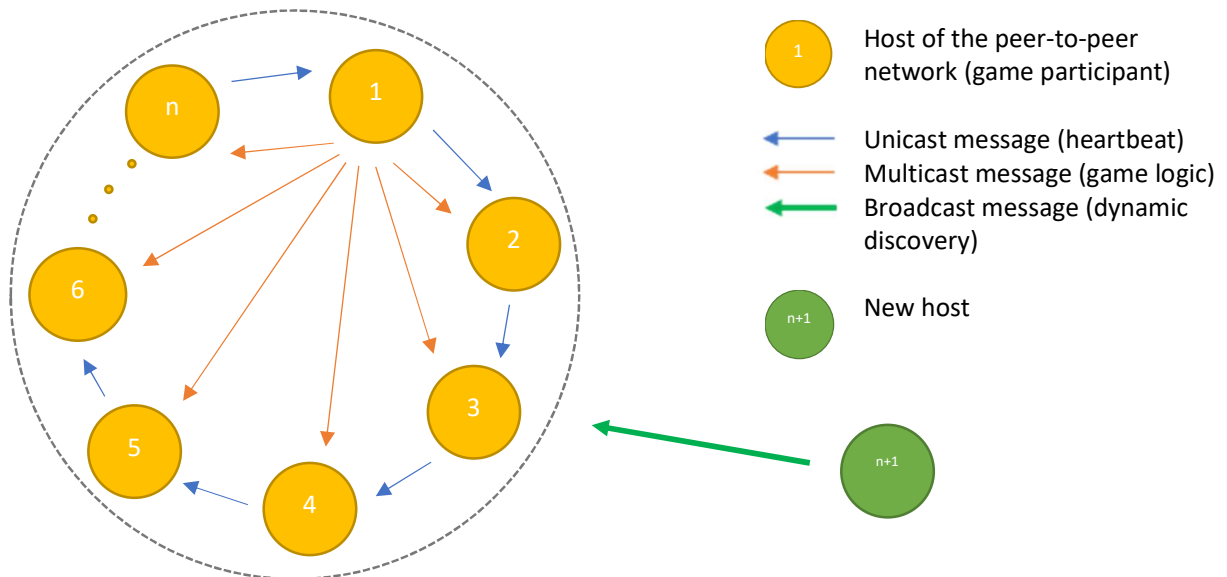 n
1
2
6
3
5
4
n+1
1
Host of the peer-to-peer
network (game participant)
Unicast message (heartbeat)
Multicast message (game logic)
Broadcast message (dynamic
discovery)
n+1
New host